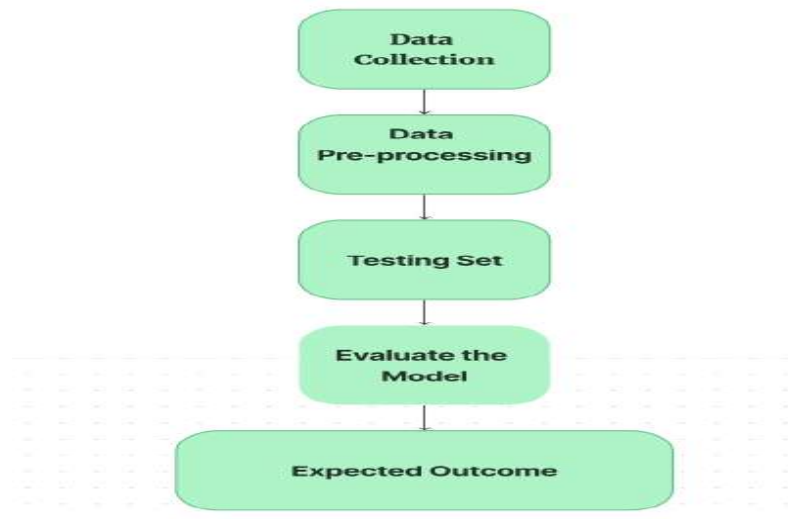 Data
Collection
Data
Pre-processing
Testing Set
Evaluate the
Model
Expected Outcome